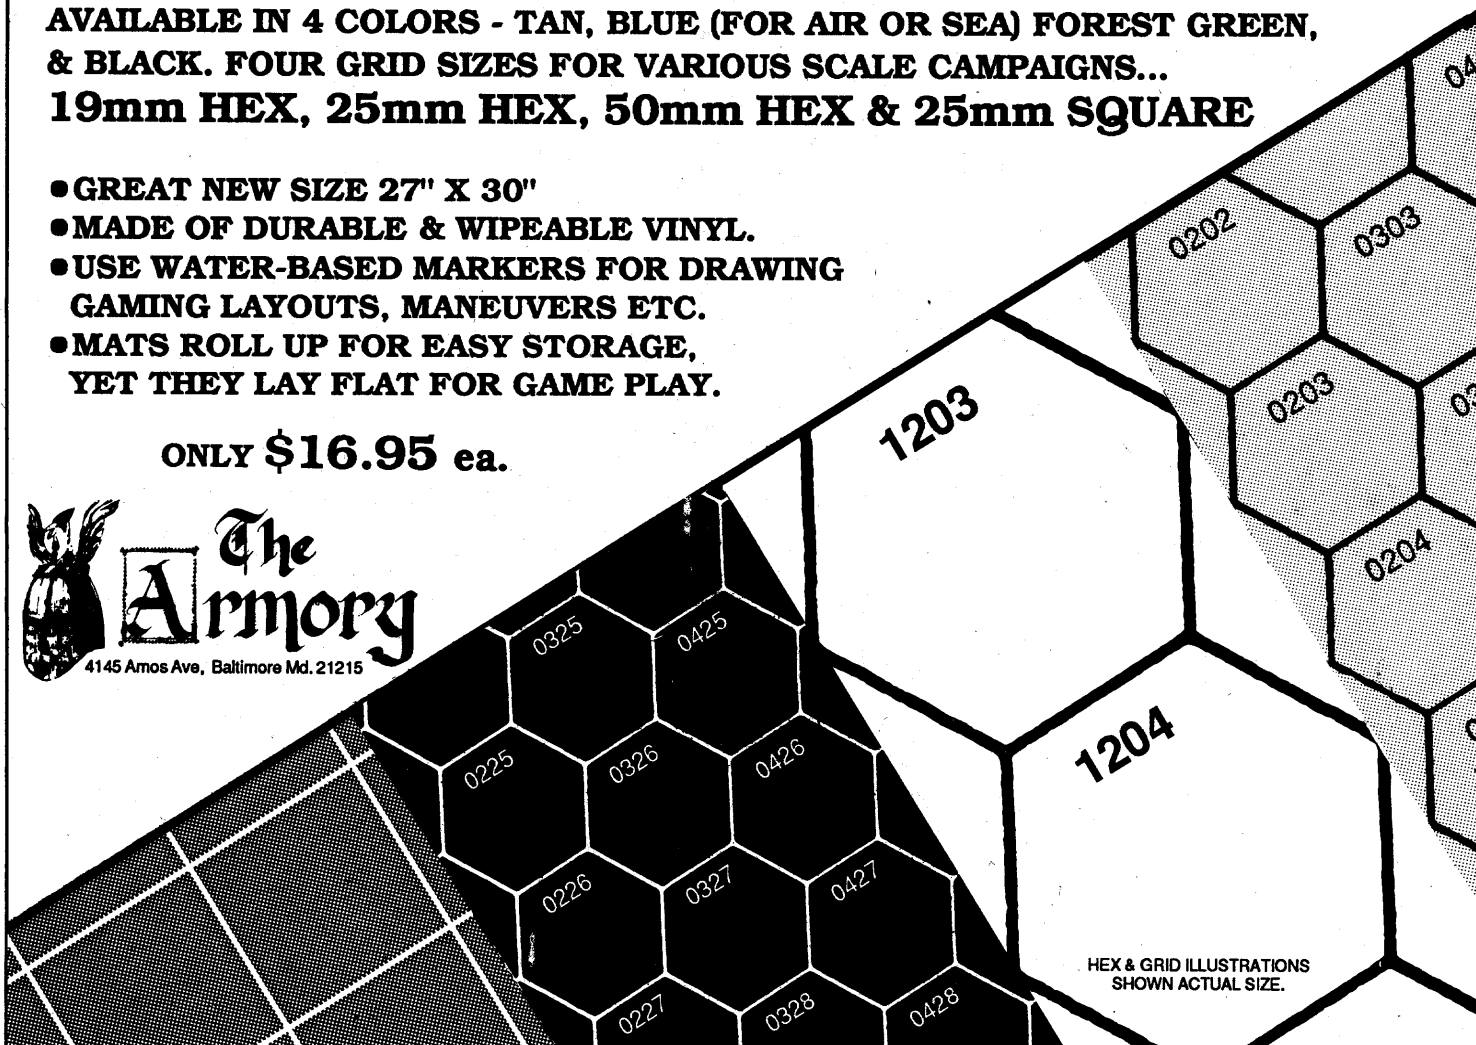 AVAILABLE IN 4 COLORS - TAN, BLUE (FOR AIR OR SEA) FOREST GREEN,
& BLACK. FOUR GRID SIZES FOR VARIOUS SCALE CAMPAIGNS...
19mm HEX, 25mm HEX, 50mm HEX & 25mm SQUARE
●GREAT NEW SIZE 27" X 30"
●MADE OF DURABLE & WIPEABLE VINYL.
●USE WATER-BASED MARKERS FOR DRAWING
GAMING LAYOUTS, MANEUVERS ETC.
●MATS ROLL UP FOR EASY STORAGE,
YET THEY LAY FLAT FOR GAME PLAY.
ONLY $16.95 ea.
The
Armory
4145 Amos Ave, Baltimore Md. 21215
0202
0303
0203
0204
1203
1204
0325
0425
0225
0326
0426
0226
0327
0427
0227
0328
0428
HEX & GRID ILLUSTRATIONS
SHOWN ACTUAL SIZE.